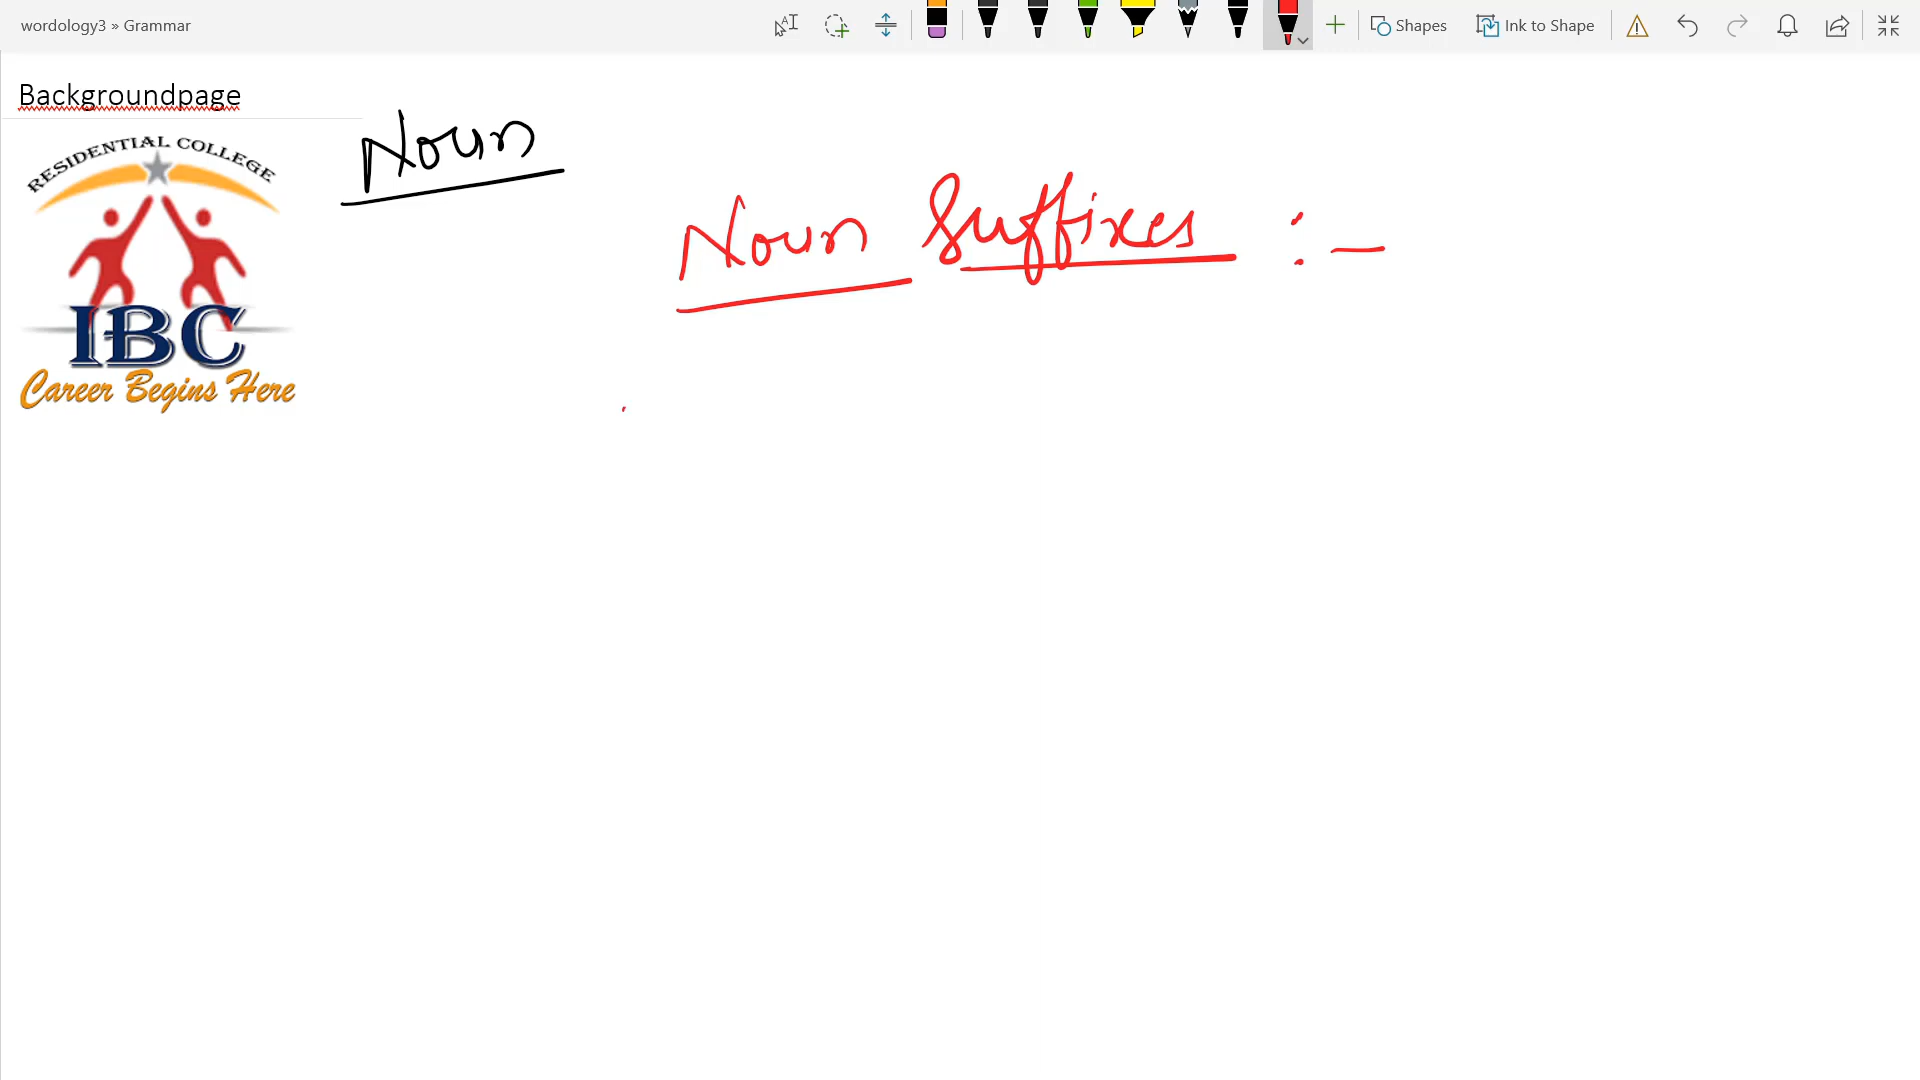 wordology3 » Grammar
Shapes
Ink to Shape
Backgroundpage
RESIDENTIAL COLLEGE
IBC
Career Begins Here
Noun
Noun Suffixes :-